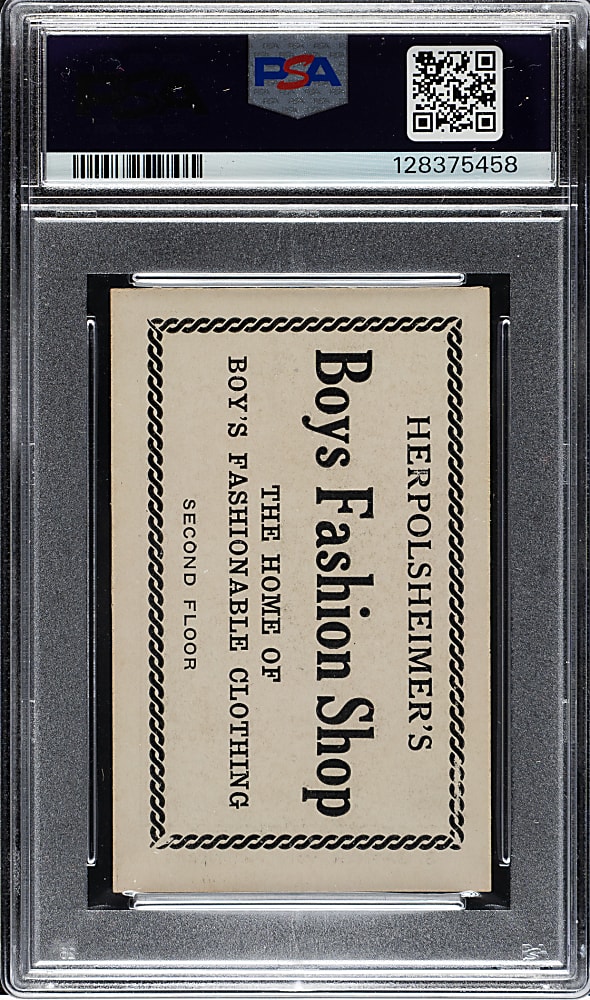 PSA
128375458
HERPOLSHEIMER'S
Boys Fashion Shop
THE HOME OF
BOY'S FASHIONABLE CLOTHING
SECOND FLOOR